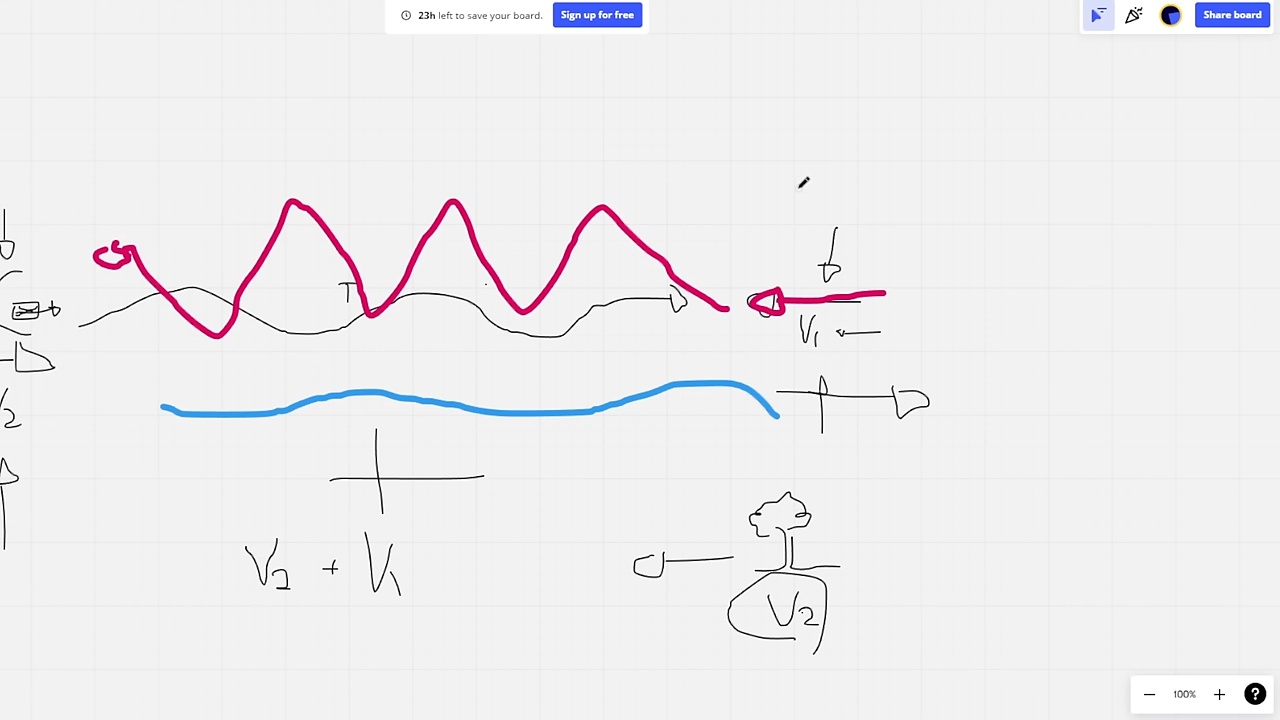 23h left to save your board.
Sign up for free
Share board
T
V1
V2 + V1
V2
100%